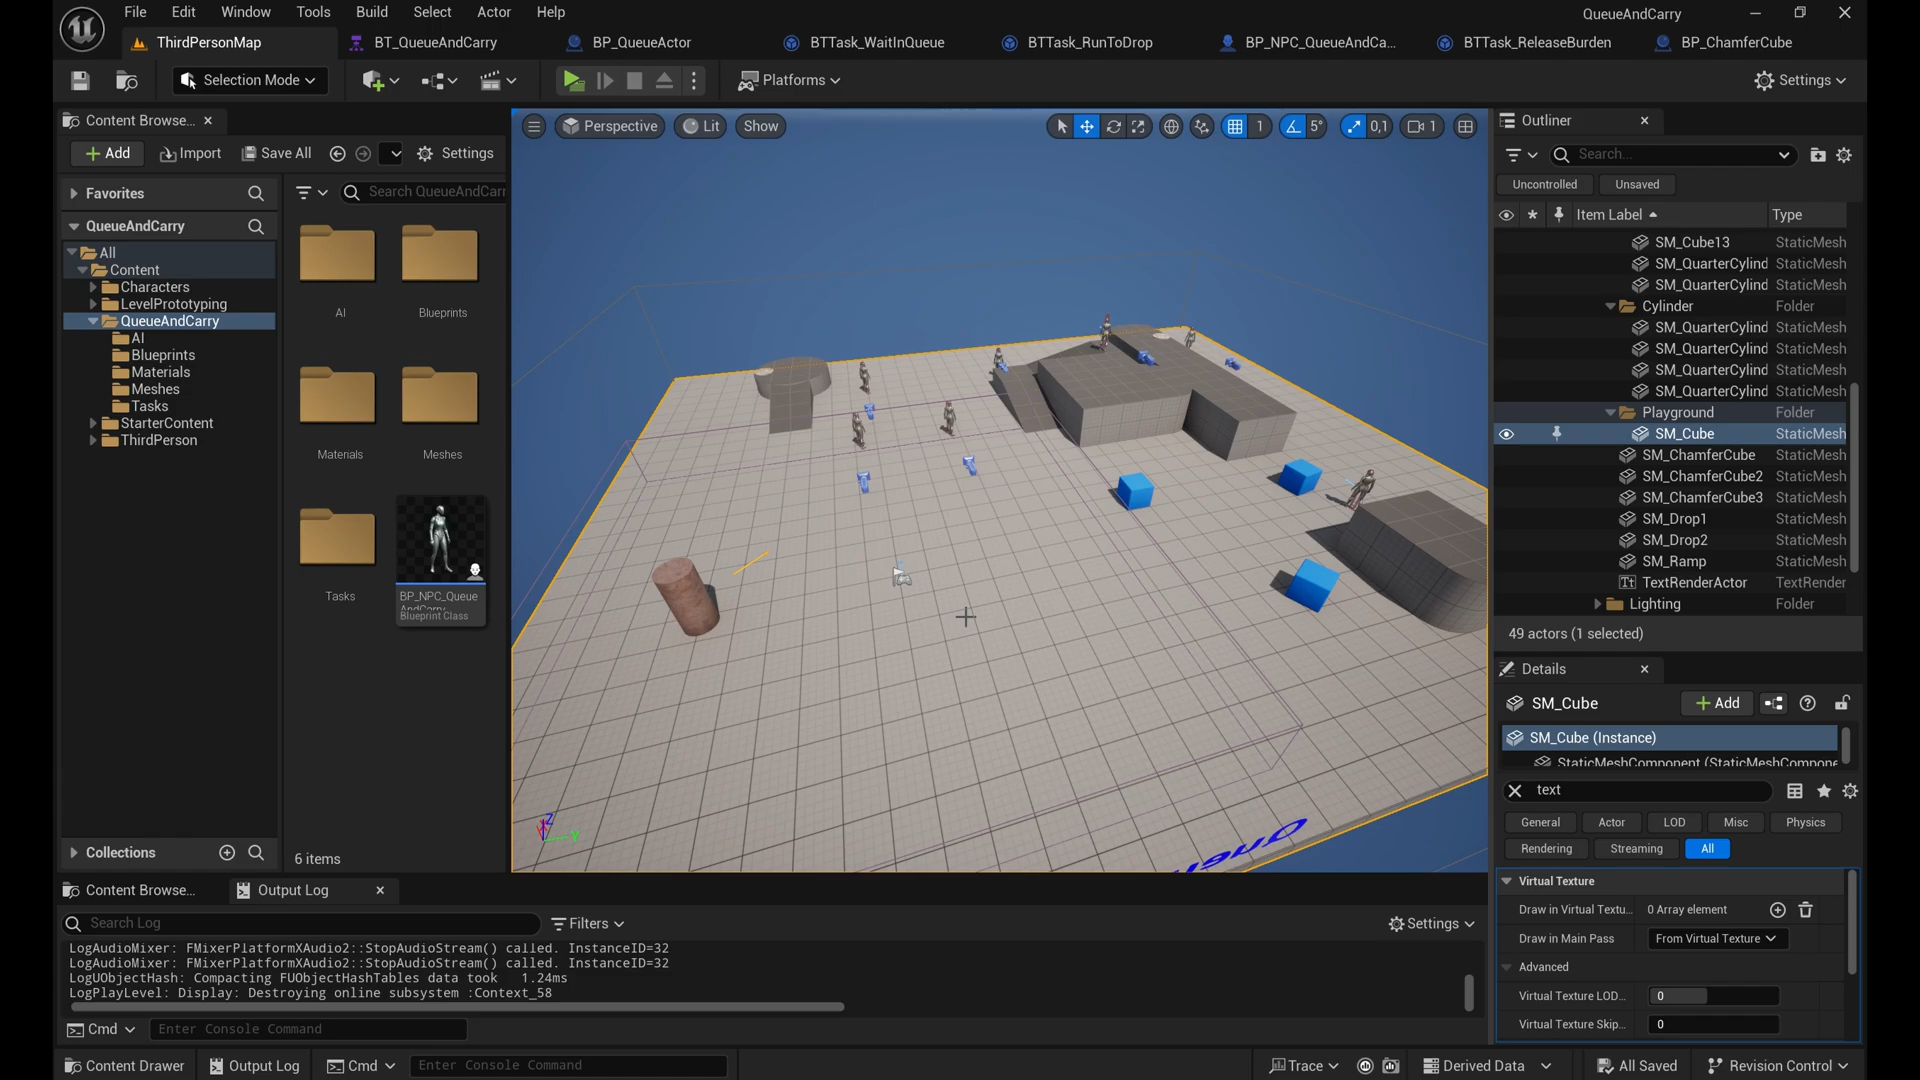 File Edit Window Tools Build Select Actor Help
QueueAndCarry
ThirdPersonMap
BT_QueueAndCarry
BP_QueueActor
BTTask_WaitInQueue
BTTask_RunToDrop
BP_NPC_QueueAndCa...
BTTask_ReleaseBurden
BP_ChamferCube
Selection Mode
Platforms
Settings
Content Browse...
Add
Import
Save All
Settings
Favorites
QueueAndCarry
All
Content
Characters
LevelPrototyping
QueueAndCarry
AI
Blueprints
Materials
Meshes
Tasks
StarterContent
ThirdPerson
Collections
Search QueueAndCarr
AI
Blueprints
Materials
Meshes
Tasks
BP_NPC_Queue
AndCarry
Blueprint Class
6 items
Perspective
Lit
Show
1
5°
0,1
1
Z
Y
Queu
Outliner
Search...
Uncontrolled
Unsaved
Item Label
Type
SM_Cube13 StaticMesh
SM_QuarterCylind StaticMesh
SM_QuarterCylind StaticMesh
Cylinder Folder
SM_QuarterCylind StaticMesh
SM_QuarterCylind StaticMesh
SM_QuarterCylind StaticMesh
SM_QuarterCylind StaticMesh
Playground Folder
SM_Cube StaticMesh
SM_ChamferCube StaticMesh
SM_ChamferCube2 StaticMesh
SM_ChamferCube3 StaticMesh
SM_Drop1 StaticMesh
SM_Drop2 StaticMesh
SM_Ramp StaticMesh
Tt TextRenderActor TextRender
Lighting Folder
49 actors (1 selected)
Details
SM_Cube
Add
SM_Cube (Instance)
StaticMeshComponent (StaticMeshCompone
text
General
Actor
LOD
Misc
Physics
Rendering
Streaming
All
Virtual Texture
Draw in Virtual Textu... 0 Array element
Draw in Main Pass From Virtual Texture
Advanced
Virtual Texture LOD... 0
Virtual Texture Skip... 0
Content Browse...
Output Log
Search Log
Filters
Settings
LogAudioMixer: FMixerPlatformXAudio2::StopAudioStream() called. InstanceID=32
LogAudioMixer: FMixerPlatformXAudio2::StopAudioStream() called. InstanceID=32
LogUObjectHash: Compacting FUObjectHashTables data took 1.24ms
LogPlayLevel: Display: Destroying online subsystem :Context_58
Cmd
Enter Console Command
Content Drawer
Output Log
Cmd
Enter Console Command
Trace
Derived Data
All Saved
Revision Control